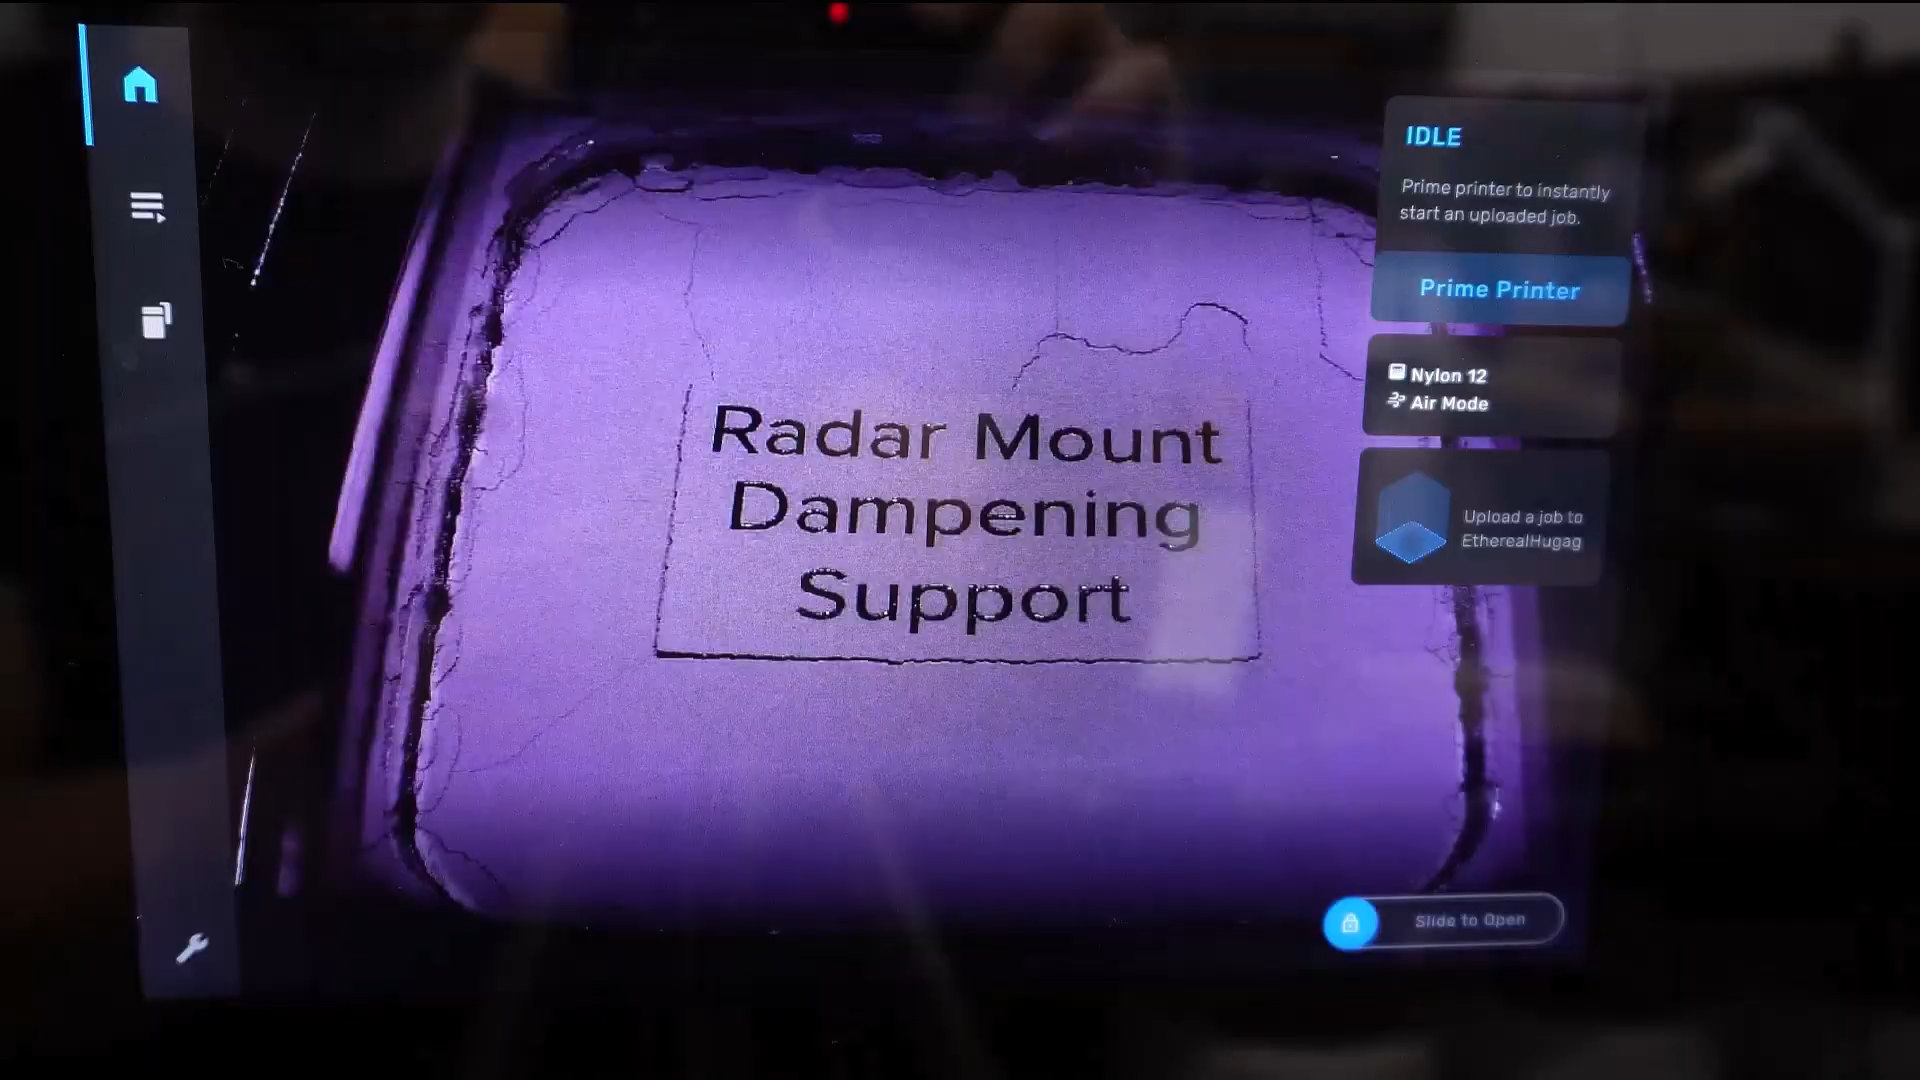 IDLE
Prime printer to instantly
start an uploaded job.
Prime Printer
Nylon 12
Air Mode
Radar Mount
Dampening
Support
Upload a job to
EtherealHugag
Slide to Open